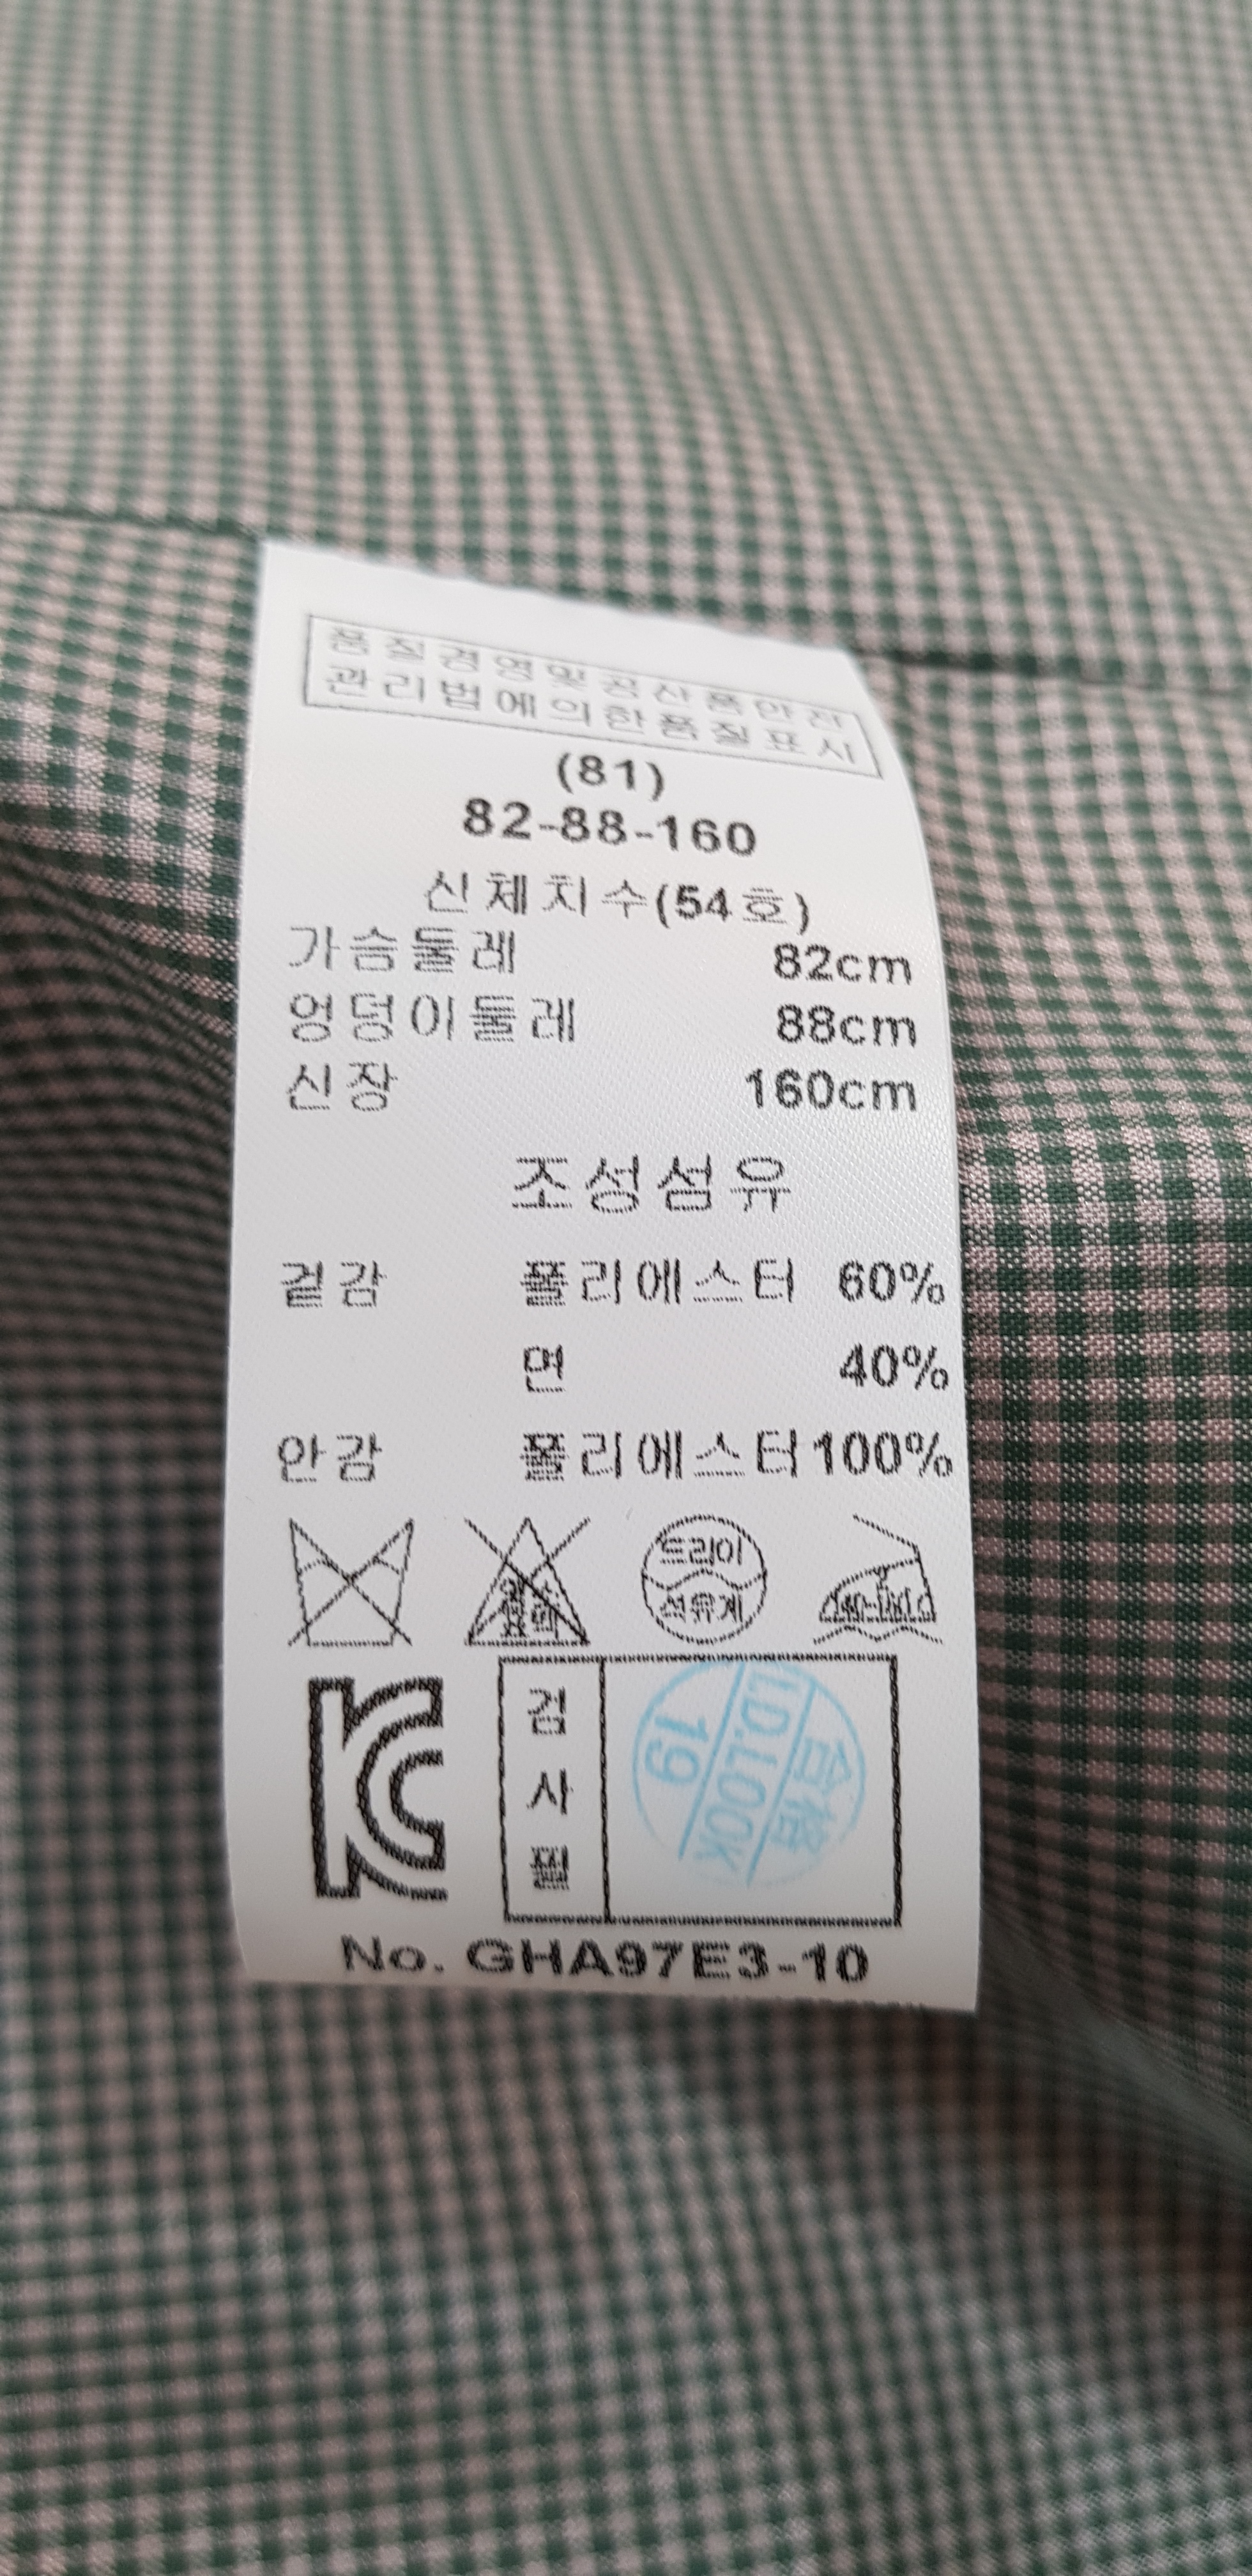 품질경영및공산품안전
관리법에의한품질표시
(81)
82-88-160
신체치수(54호)
가슴둘레 82cm
엉덩이둘레 88cm
신장 160cm
조성섬유
겉감 폴리에스터 60%
면 40%
안감 폴리에스터 100%
드라이
석유계
검사필
合格
I.D.LOOK
19
No. GHA97E3-10